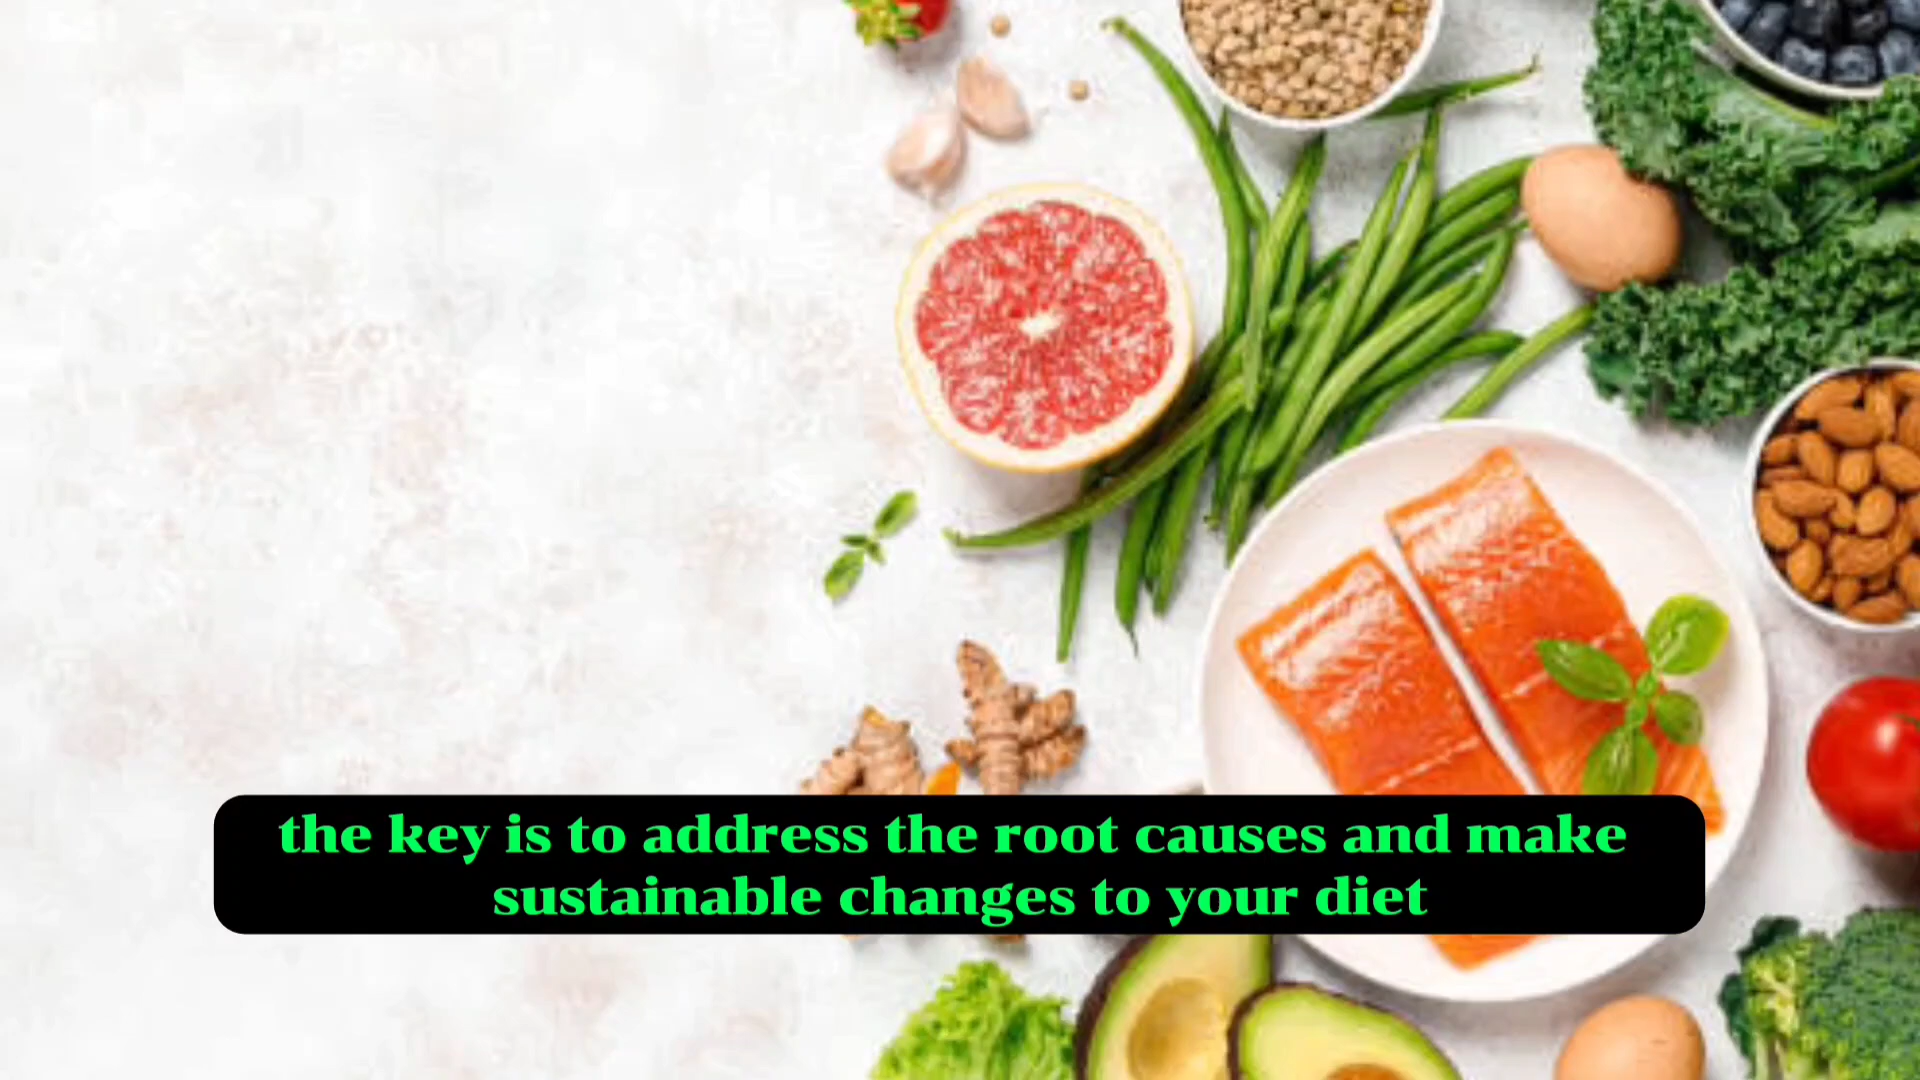 the key is to address the root causes and make
sustainable changes to your diet